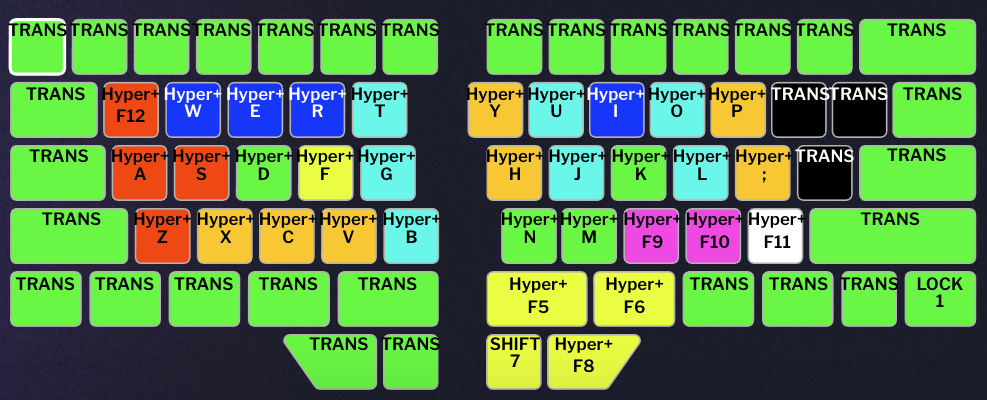 TRANS TRANS TRANS TRANS TRANS TRANS TRANS TRANS TRANS TRANS TRANS TRANS TRANS TRANS
TRANS Hyper+ Hyper+ Hyper+ Hyper+ Hyper+ Hyper+ Hyper+ Hyper+ Hyper+ Hyper+ TRANS TRANS TRANS
F12 W E R T Y U I O P
TRANS Hyper+ Hyper+ Hyper+ Hyper+ Hyper+ Hyper+ Hyper+ Hyper+ Hyper+ Hyper+ TRANS TRANS
A S D F G H J K L ;
TRANS Hyper+ Hyper+ Hyper+ Hyper+ Hyper+ Hyper+ Hyper+ Hyper+ Hyper+ Hyper+ TRANS
Z X C V B N M F9 F10 F11
TRANS TRANS TRANS TRANS TRANS Hyper+ Hyper+ TRANS TRANS TRANS LOCK
F5 F6 1
TRANS TRANS SHIFT Hyper+
7 F8